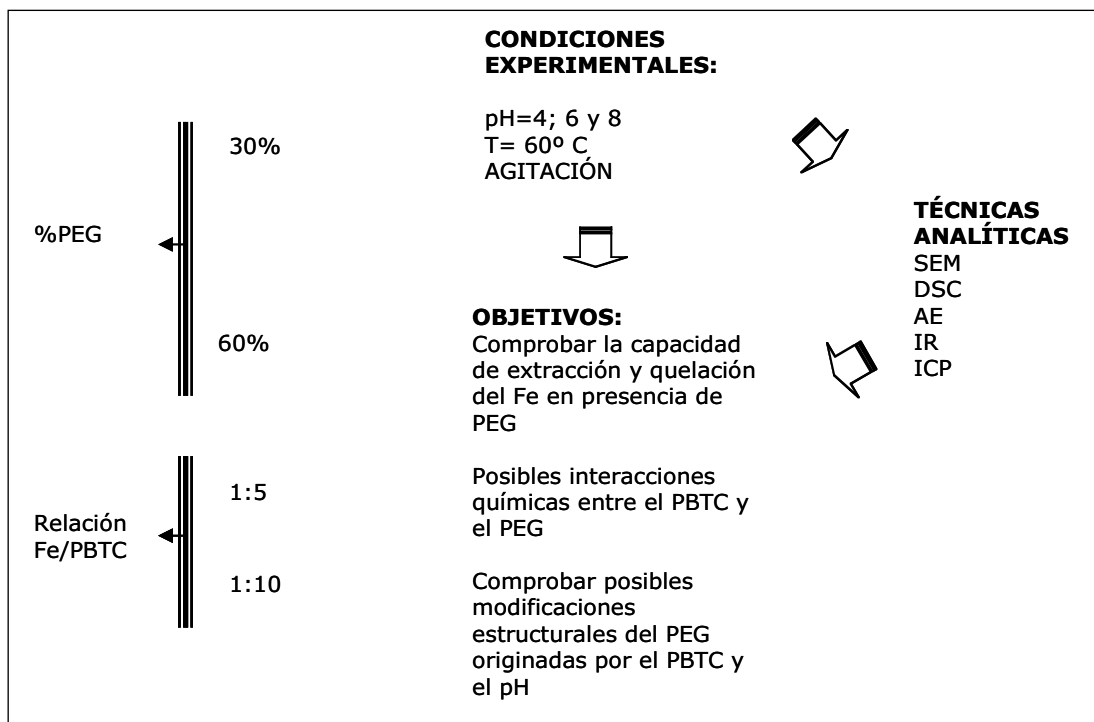 %PEG
30%
60%
Relación
Fe/PBTC
1:5
1:10
CONDICIONES
EXPERIMENTALES:
pH=4; 6 y 8
T= 60º C
AGITACIÓN
OBJETIVOS:
Comprobar la capacidad
de extracción y quelación
del Fe en presencia de
PEG
Posibles interacciones
químicas entre el PBTC y
el PEG
Comprobar posibles
modificaciones
estructurales del PEG
originadas por el PBTC y
el pH
TÉCNICAS
ANALÍTICAS
SEM
DSC
AE
IR
ICP